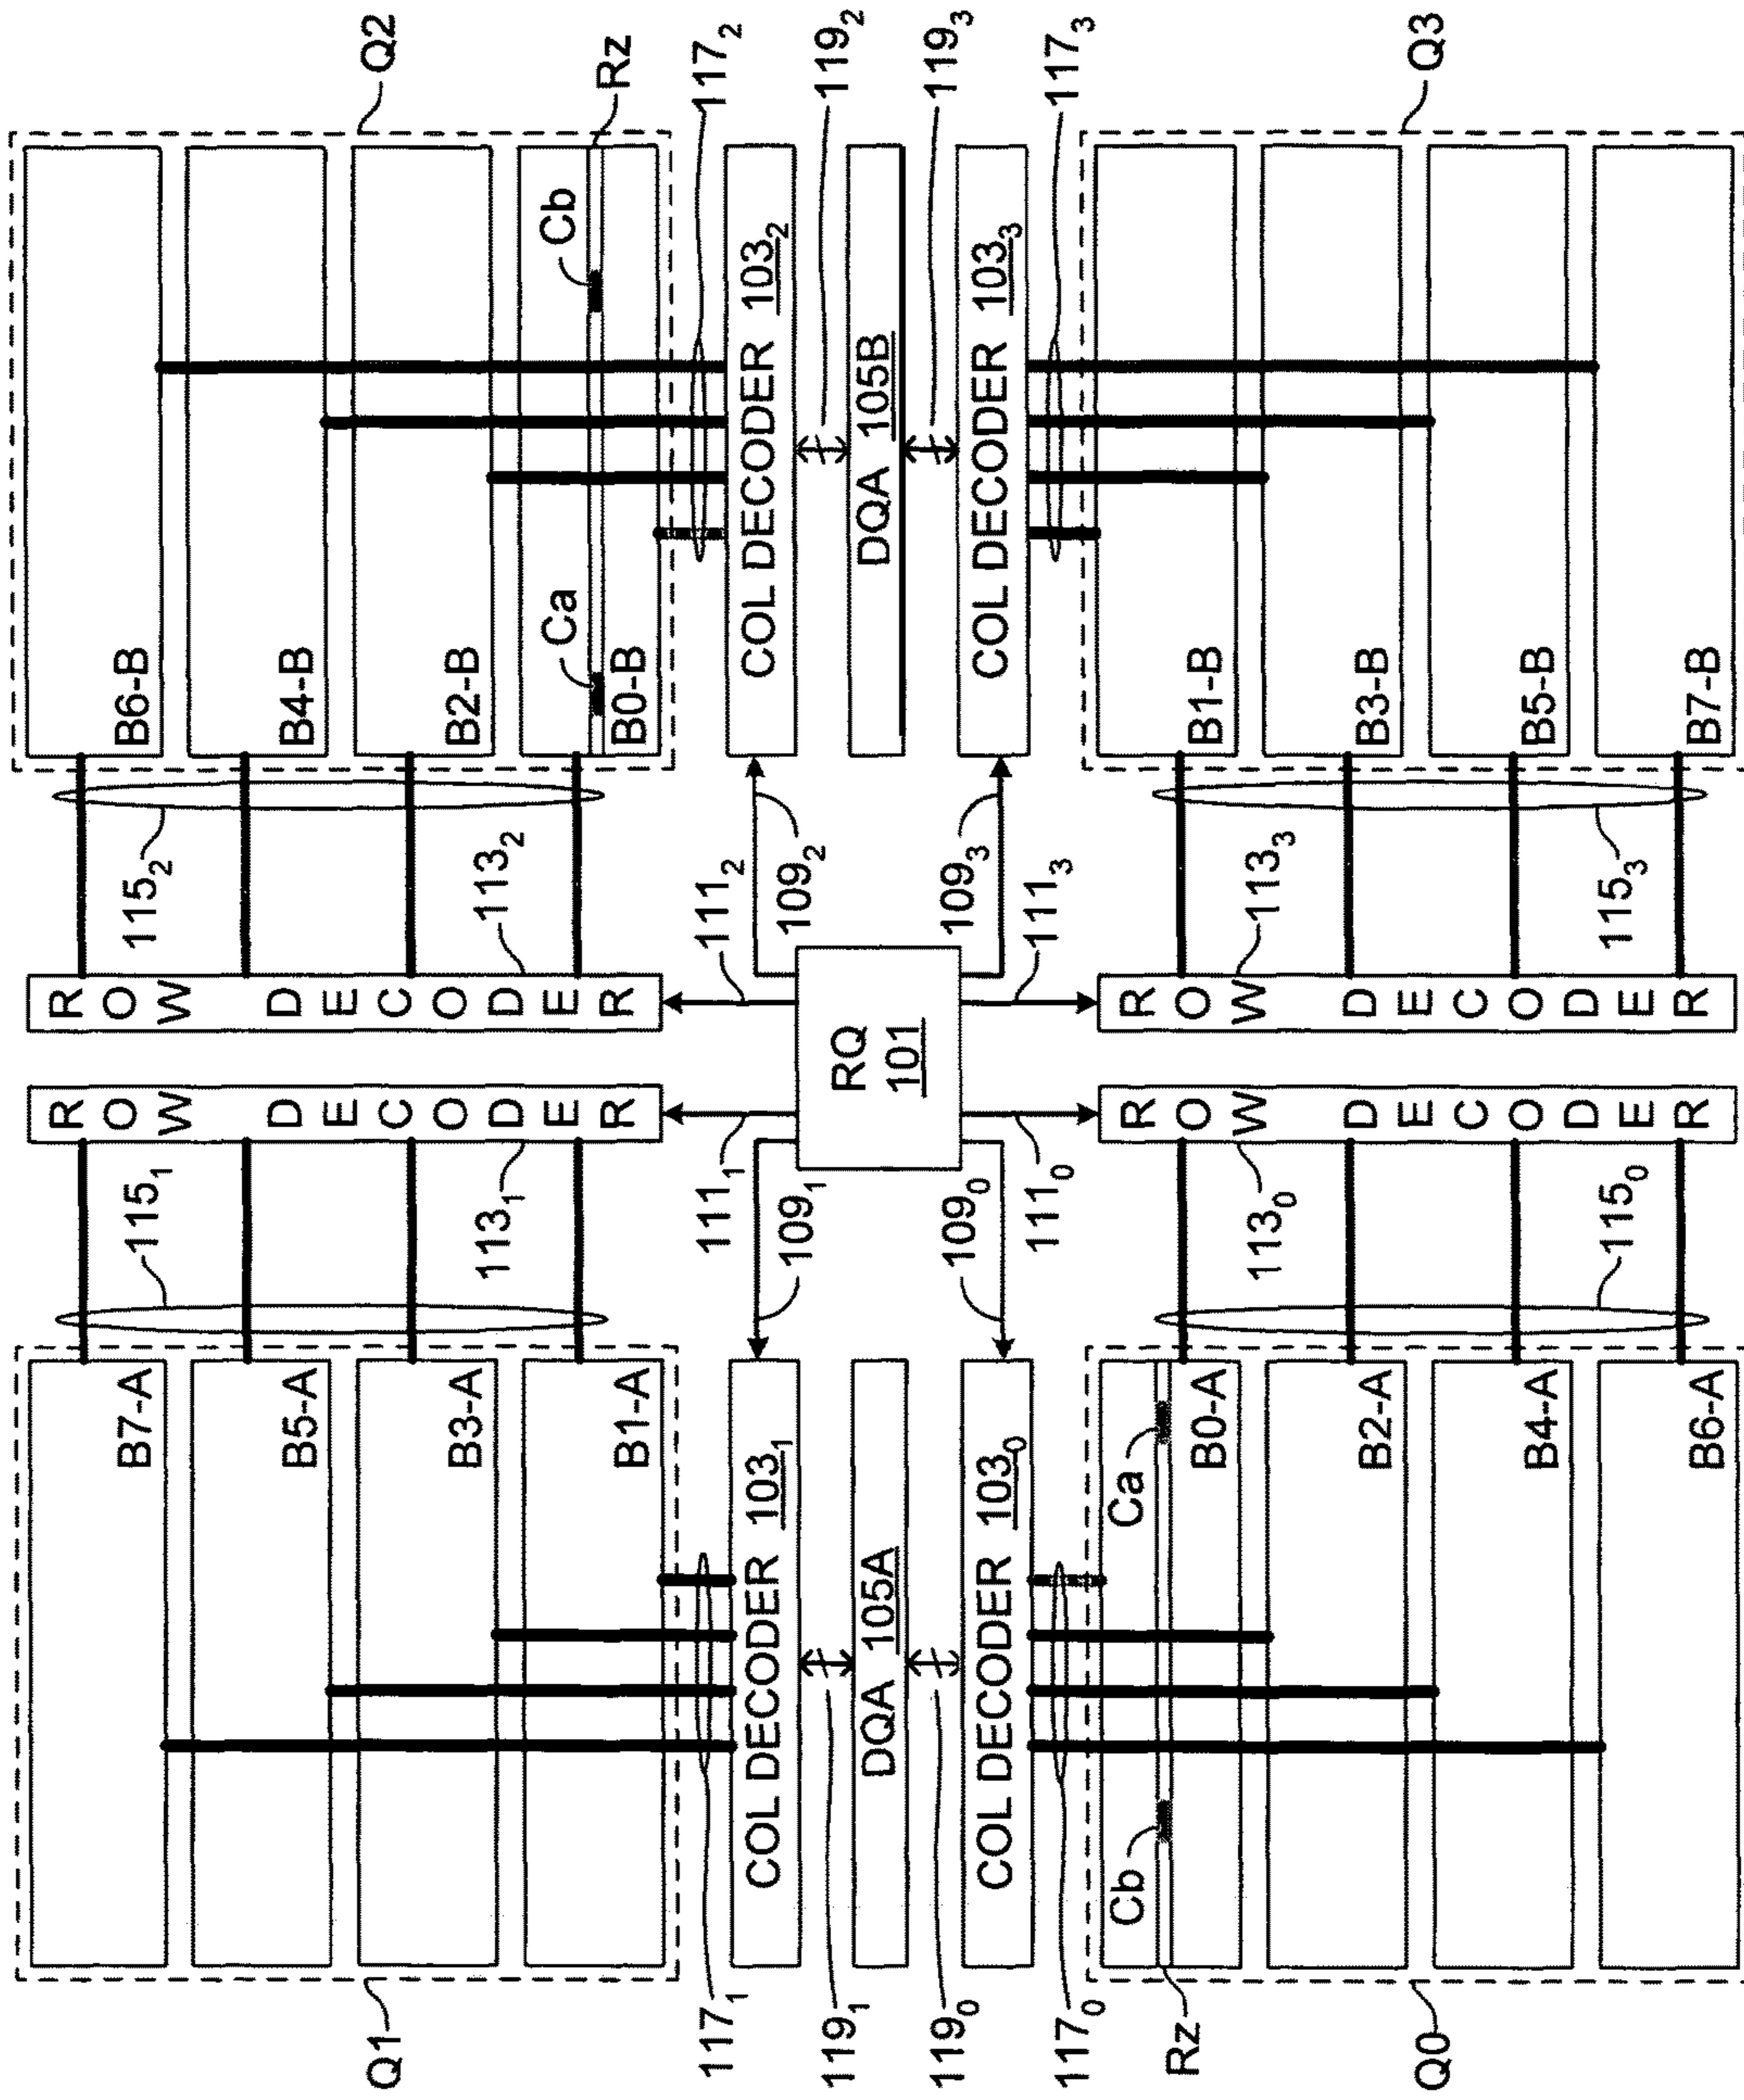 B7-A
B6-B
115₁
115₂
ROW DECODER
ROW DECODER
B5-A
B4-B
Q1
Q2
B3-A
B2-B
113₁
113₂
Ca
Cb
Rz
B1-A
B0-B
117₁
111₁
111₂
117₂
COL DECODER 103₁
COL DECODER 103₂
109₁
109₂
119₁
119₂
RQ
101
DQA 105A
DQA 105B
119₀
109₀
109₃
119₃
COL DECODER 103₀
COL DECODER 103₃
117₀
111₀
111₃
117₃
Cb
Ca
Rz
B0-A
B1-B
113₀
113₃
ROW DECODER
ROW DECODER
B2-A
B3-B
Q0
Q3
B4-A
B5-B
115₀
115₃
B6-A
B7-B